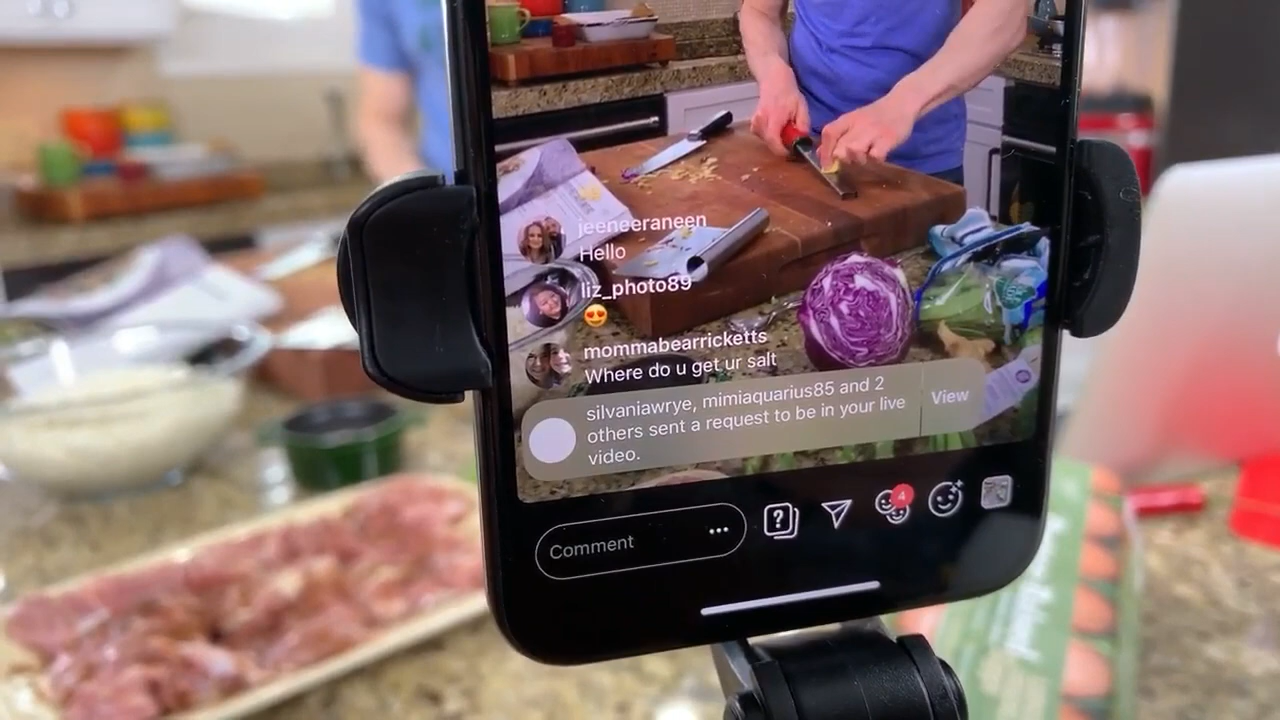 jeeneeraneen
Hello
liz_photo89
😍
mommabearricketts
Where do u get ur salt
silvaniawrye, mimiaquarius85 and 2
others sent a request to be in your live
video.
View
Comment
?
4